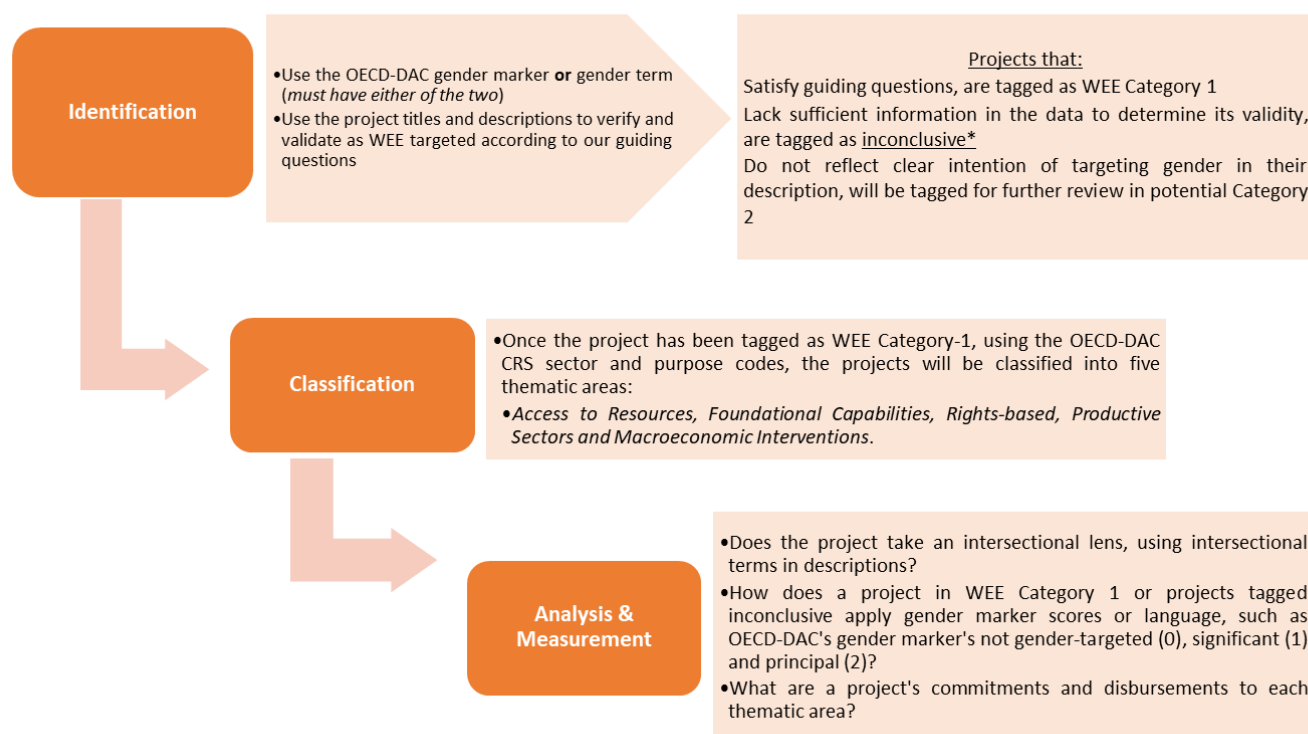 Identification
•Use the OECD-DAC gender marker or gender term
(must have either of the two)
•Use the project titles and descriptions to verify and
validate as WEE targeted according to our guiding
questions
Projects that:
Satisfy guiding questions, are tagged as WEE Category 1
Lack sufficient information in the data to determine its validity,
are tagged as inconclusive*
Do not reflect clear intention of targeting gender in their
description, will be tagged for further review in potential Category
2
Classification
•Once the project has been tagged as WEE Category-1, using the OECD-DAC
CRS sector and purpose codes, the projects will be classified into five
thematic areas:
•Access to Resources, Foundational Capabilities, Rights-based, Productive
Sectors and Macroeconomic Interventions.
Analysis &
Measurement
•Does the project take an intersectional lens, using intersectional
terms in descriptions?
•How does a project in WEE Category 1 or projects tagged
inconclusive apply gender marker scores or language, such as
OECD-DAC's gender marker's not gender-targeted (0), significant (1)
and principal (2)?
•What are a project's commitments and disbursements to each
thematic area?